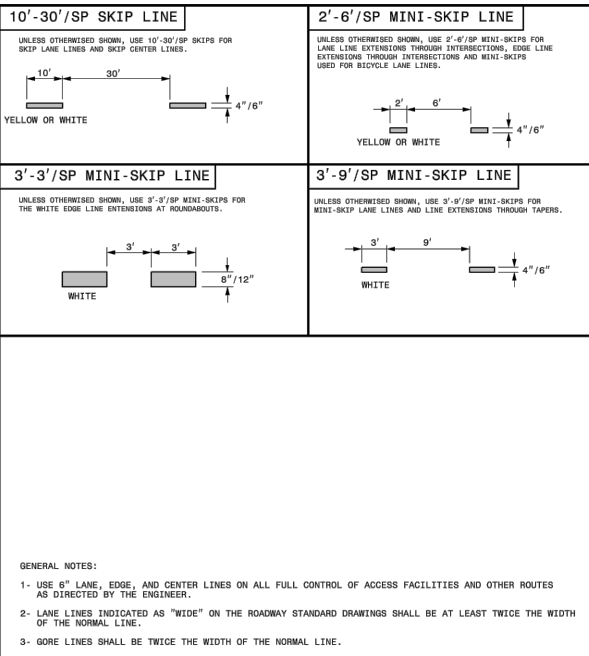 10'-30'/SP SKIP LINE
UNLESS OTHERWISED SHOWN, USE 10'-30'/SP SKIPS FOR
SKIP LANE LINES AND SKIP CENTER LINES.
10'
30'
4"/6"
YELLOW OR WHITE
2'-6'/SP MINI-SKIP LINE
UNLESS OTHERWISED SHOWN, USE 2'-6'/SP MINI-SKIPS FOR
LANE LINE EXTENSIONS THROUGH INTERSECTIONS, EDGE LINE
EXTENSIONS THROUGH INTERSECTIONS AND MINI-SKIPS
USED FOR BICYCLE LANE LINES.
2'
6'
4"/6"
YELLOW OR WHITE
3'-3'/SP MINI-SKIP LINE
UNLESS OTHERWISED SHOWN, USE 3'-3'/SP MINI-SKIPS FOR
THE WHITE EDGE LINE ENTENSIONS AT ROUNDABOUTS.
3'
3'
8"/12"
WHITE
3'-9'/SP MINI-SKIP LINE
UNLESS OTHERWISED SHOWN, USE 3'-9'/SP MINI-SKIPS FOR
MINI-SKIP LANE LINES AND LINE EXTENSIONS THROUGH TAPERS.
3'
9'
4"/6"
WHITE
GENERAL NOTES:
1- USE 6" LANE, EDGE, AND CENTER LINES ON ALL FULL CONTROL OF ACCESS FACILITIES AND OTHER ROUTES
AS DIRECTED BY THE ENGINEER.
2- LANE LINES INDICATED AS "WIDE" ON THE ROADWAY STANDARD DRAWINGS SHALL BE AT LEAST TWICE THE WIDTH
OF THE NORMAL LINE.
3- GORE LINES SHALL BE TWICE THE WIDTH OF THE NORMAL LINE.